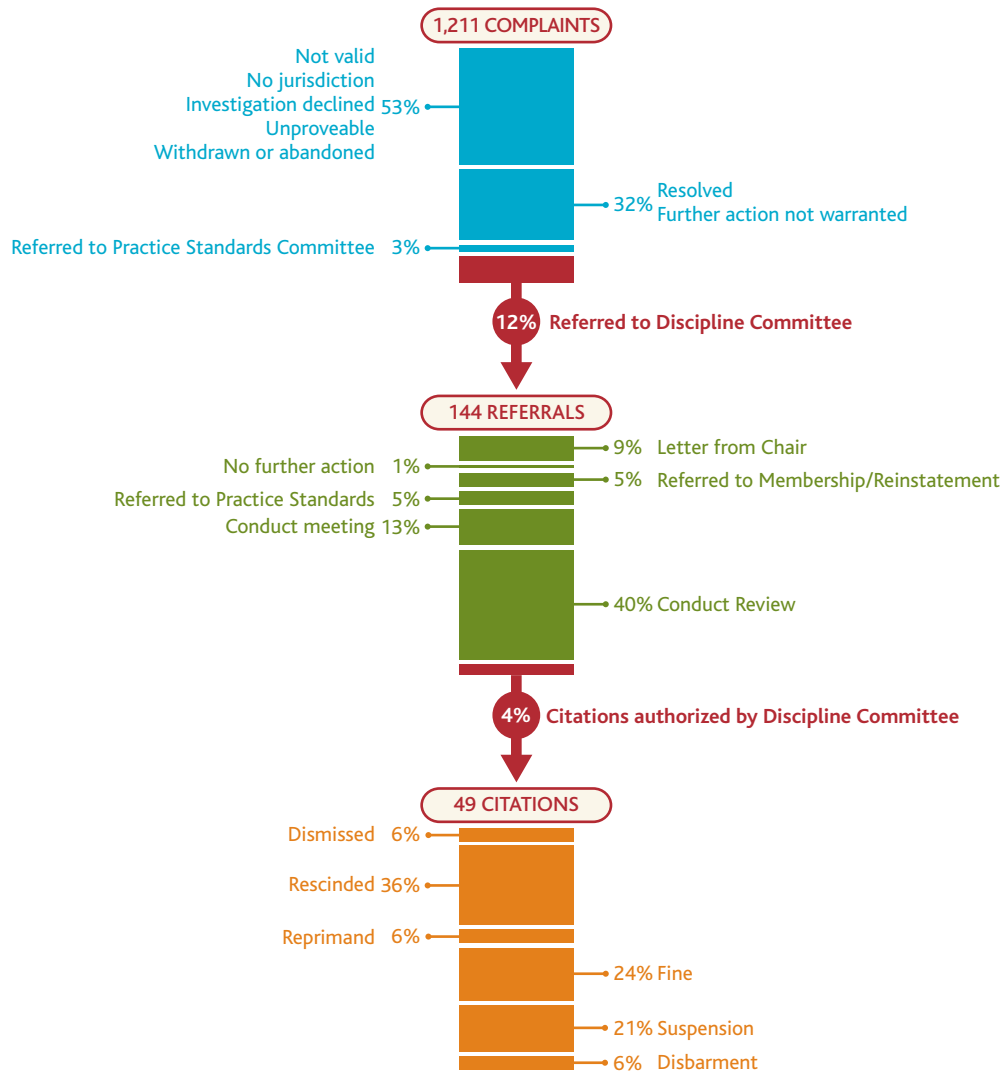 1,211 COMPLAINTS
Not valid
No jurisdiction
Investigation declined 53%
Unproveable
Withdrawn or abandoned
32% Resolved
Further action not warranted
Referred to Practice Standards Committee 3%
12% Referred to Discipline Committee
144 REFERRALS
9% Letter from Chair
No further action 1%
5% Referred to Membership/Reinstatement
Referred to Practice Standards 5%
Conduct meeting 13%
40% Conduct Review
4% Citations authorized by Discipline Committee
49 CITATIONS
Dismissed 6%
Rescinded 36%
Reprimand 6%
24% Fine
21% Suspension
6% Disbarment